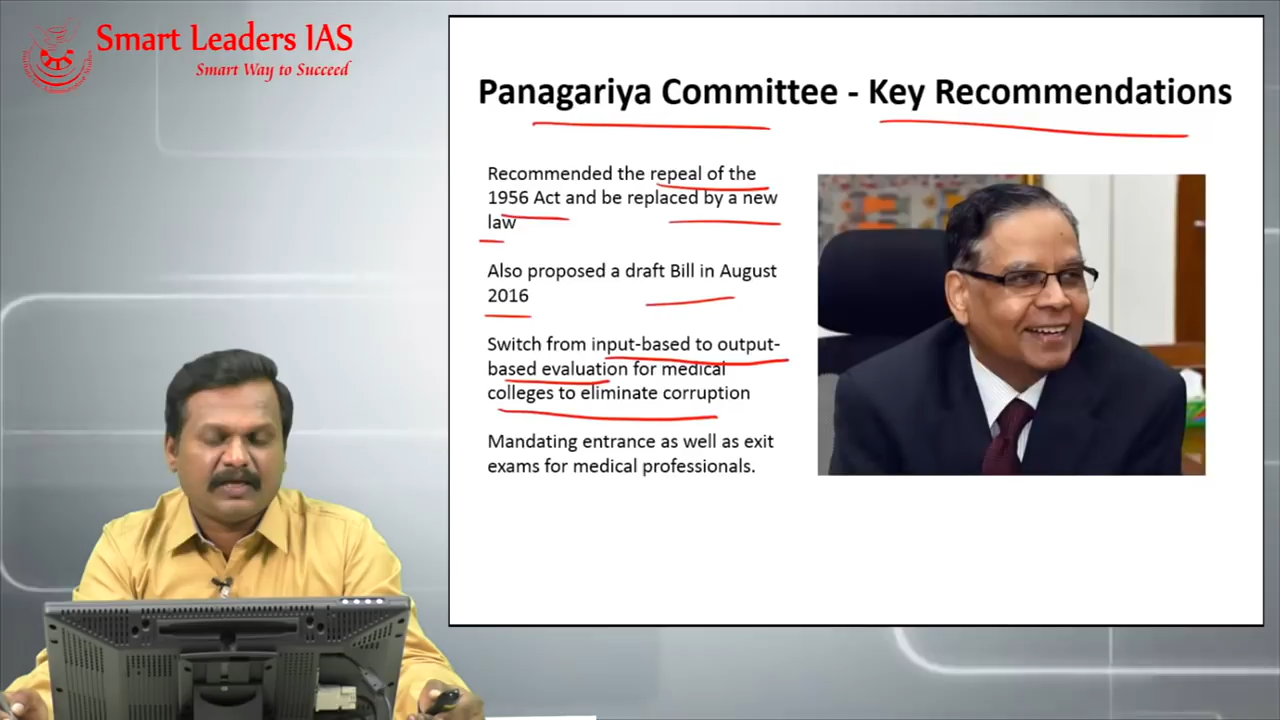 Smart Leaders IAS
Smart Way to Succeed
Panagariya Committee - Key Recommendations
Recommended the repeal of the
1956 Act and be replaced by a new
law
Also proposed a draft Bill in August
2016
Switch from input-based to output-
based evaluation for medical
colleges to eliminate corruption
Mandating entrance as well as exit
exams for medical professionals.